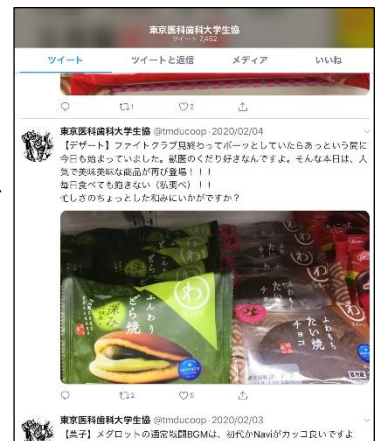 東京医科歯科大学生協
ツイート 7,452
ツイート ツイートと返信 メディア いいね
1 2
東京医科歯科大学生協 @tmducoop · 2020/02/04
【デザート】ファイトクラブ見終わってボーッとしていたらあっという間に
今日も始まっていました。獣医のくだり好きなんですよ。そんな本日は、人
気で美味美味な商品が再び登場！！！
毎日食べても飽きない（私調べ）！！
忙しさのちょっとした和みにいかがですか？
ふんわり
どら焼
わ
よもちもち
たい焼
チョコ
2 5
東京医科歯科大学生協 @tmducoop · 2020/02/03
【菓子】メダロットの通常戦闘BGMは、初代かNaviがカッコ良いですよ